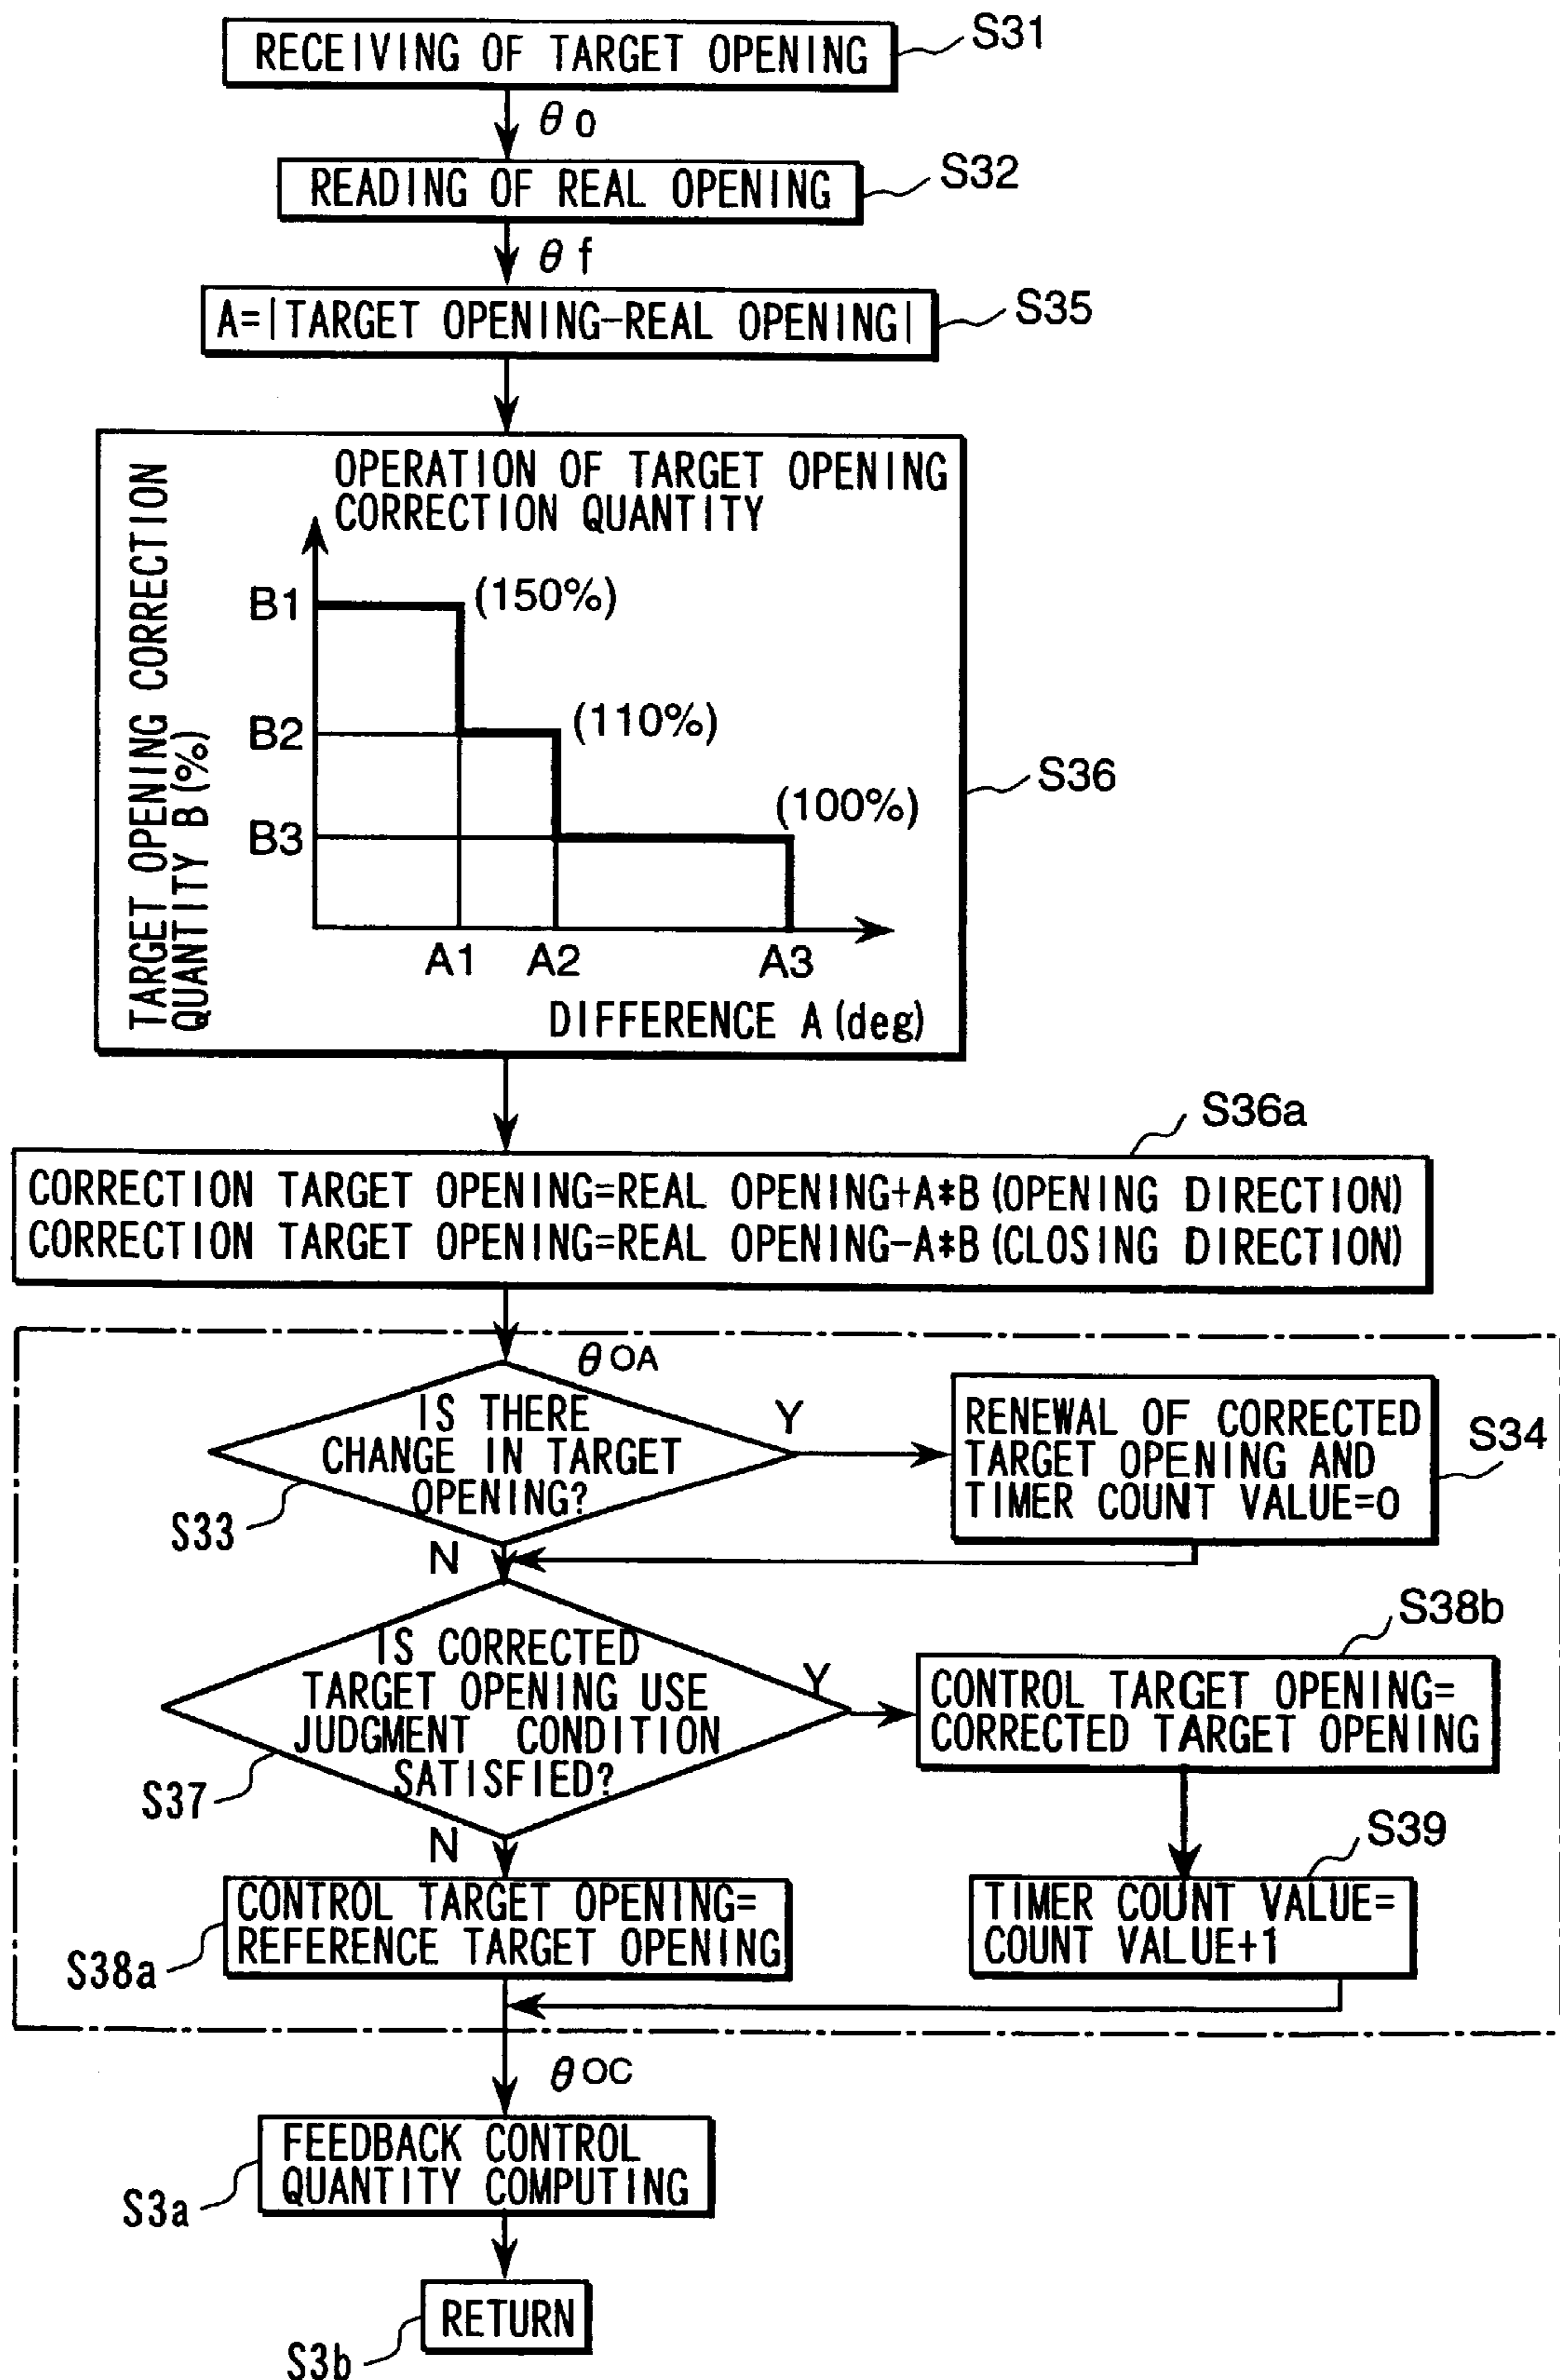 RECEIVING OF TARGET OPENING
S31
θo
READING OF REAL OPENING
S32
θf
A=|TARGET OPENING-REAL OPENING|
S35
OPERATION OF TARGET OPENING
CORRECTION QUANTITY
TARGET OPENING CORRECTION
QUANTITY B(%)
B1
(150%)
B2
(110%)
B3
(100%)
A1
A2
A3
DIFFERENCE A(deg)
S36
S36a
CORRECTION TARGET OPENING=REAL OPENING+A*B(OPENING DIRECTION)
CORRECTION TARGET OPENING=REAL OPENING-A*B(CLOSING DIRECTION)
θOA
IS THERE
CHANGE IN TARGET
OPENING?
S33
Y
N
RENEWAL OF CORRECTED
TARGET OPENING AND
TIMER COUNT VALUE=0
S34
IS CORRECTED
TARGET OPENING USE
JUDGMENT CONDITION
SATISFIED?
S37
Y
N
S38b
CONTROL TARGET OPENING=
CORRECTED TARGET OPENING
S39
TIMER COUNT VALUE=
COUNT VALUE+1
CONTROL TARGET OPENING=
REFERENCE TARGET OPENING
S38a
θOC
FEEDBACK CONTROL
QUANTITY COMPUTING
S3a
RETURN
S3b